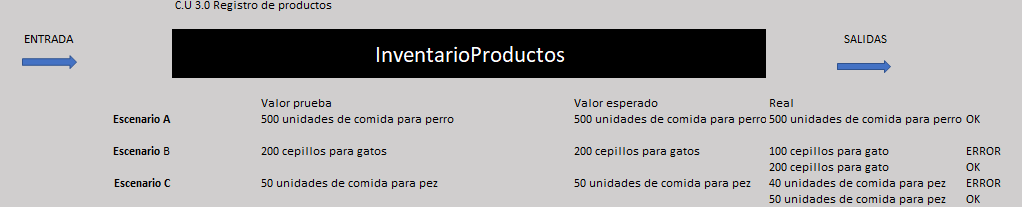 C.U 3.0 Registro de productos
ENTRADA
InventarioProductos
SALIDAS
Valor prueba Valor esperado Real
Escenario A 500 unidades de comida para perro 500 unidades de comida para perro 500 unidades de comida para perro OK
Escenario B 200 cepillos para gatos 200 cepillos para gatos 100 cepillos para gato ERROR
200 cepillos para gato OK
Escenario C 50 unidades de comida para pez 50 unidades de comida para pez 40 unidades de comida para pez ERROR
50 unidades de comida para pez OK